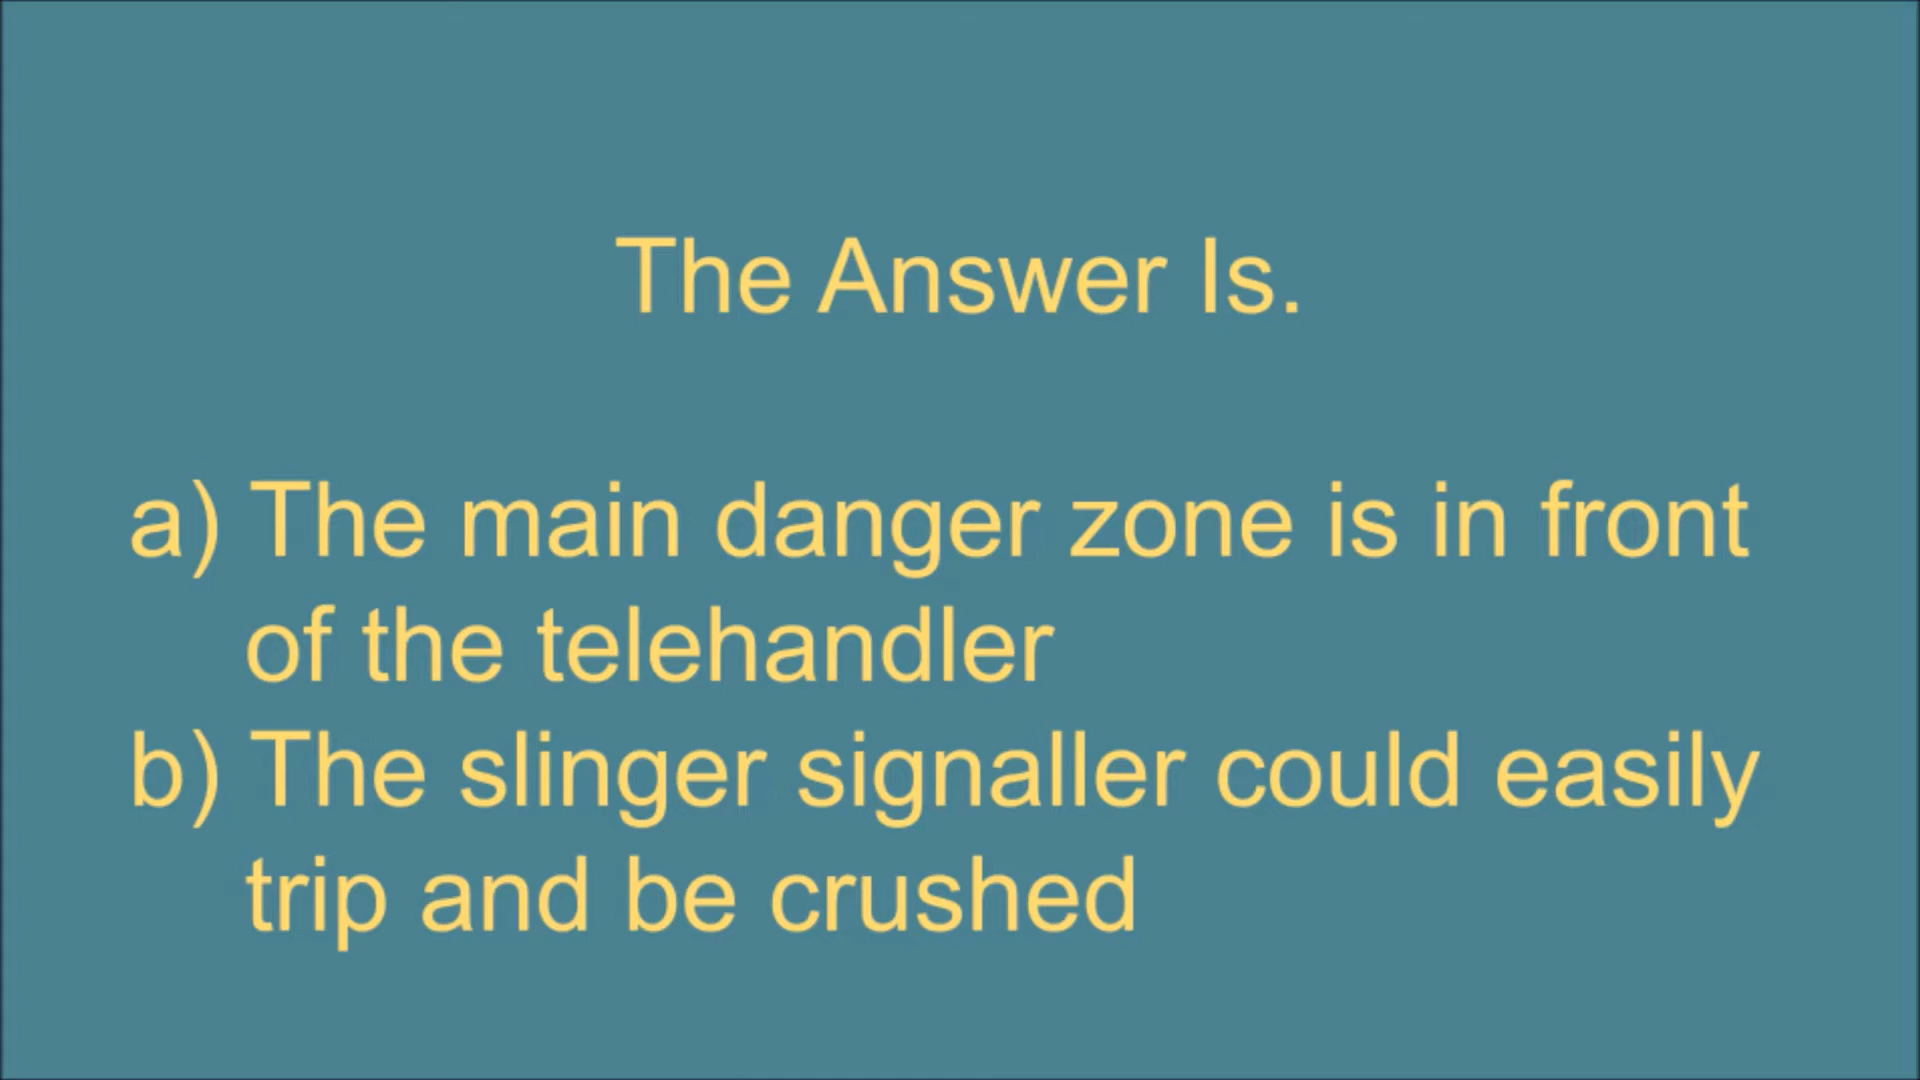 The Answer Is.
a) The main danger zone is in front
of the telehandler
b) The slinger signaller could easily
trip and be crushed